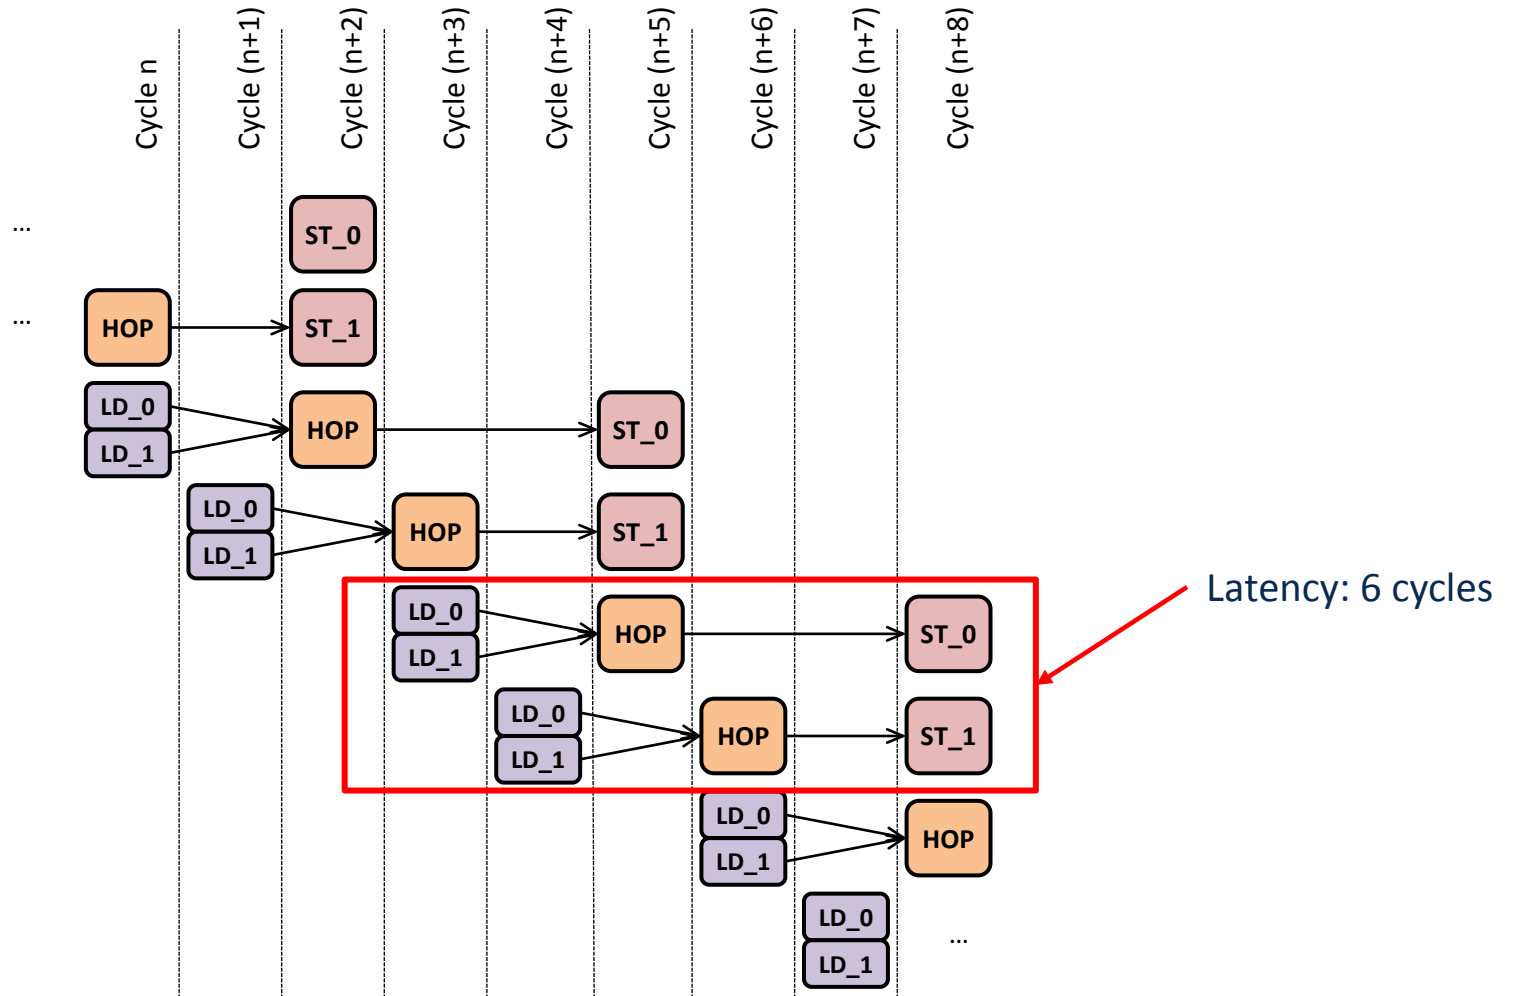 Cycle n
Cycle (n+1)
Cycle (n+2)
Cycle (n+3)
Cycle (n+4)
Cycle (n+5)
Cycle (n+6)
Cycle (n+7)
Cycle (n+8)
...
ST_0
...
HOP
ST_1
LD_0
LD_1
HOP
ST_0
LD_0
LD_1
HOP
ST_1
Latency: 6 cycles
LD_0
LD_1
HOP
ST_0
LD_0
LD_1
HOP
ST_1
LD_0
LD_1
HOP
LD_0
LD_1
...